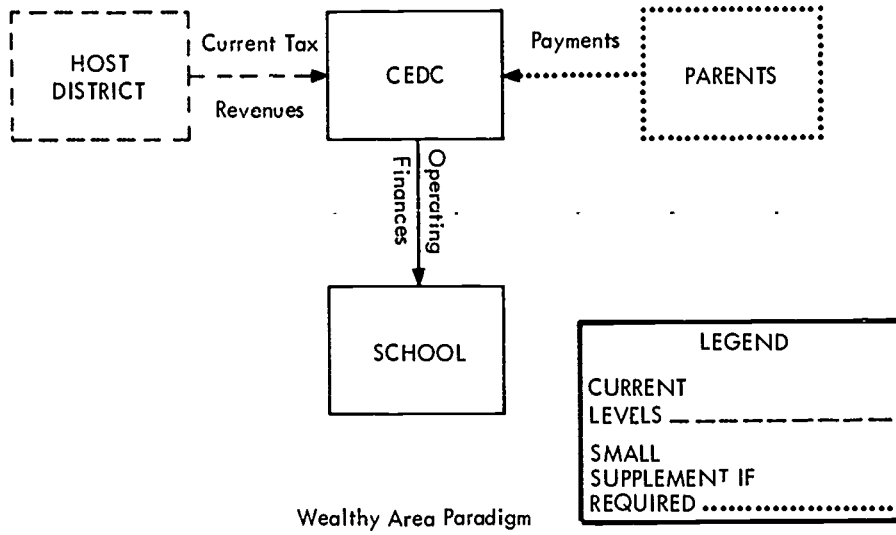 HOST
DISTRICT
Current Tax
Revenues
CEDC
Payments
PARENTS
Operating
Finances
SCHOOL
LEGEND
CURRENT
LEVELS
SMALL
SUPPLEMENT IF
REQUIRED
Wealthy Area Paradigm